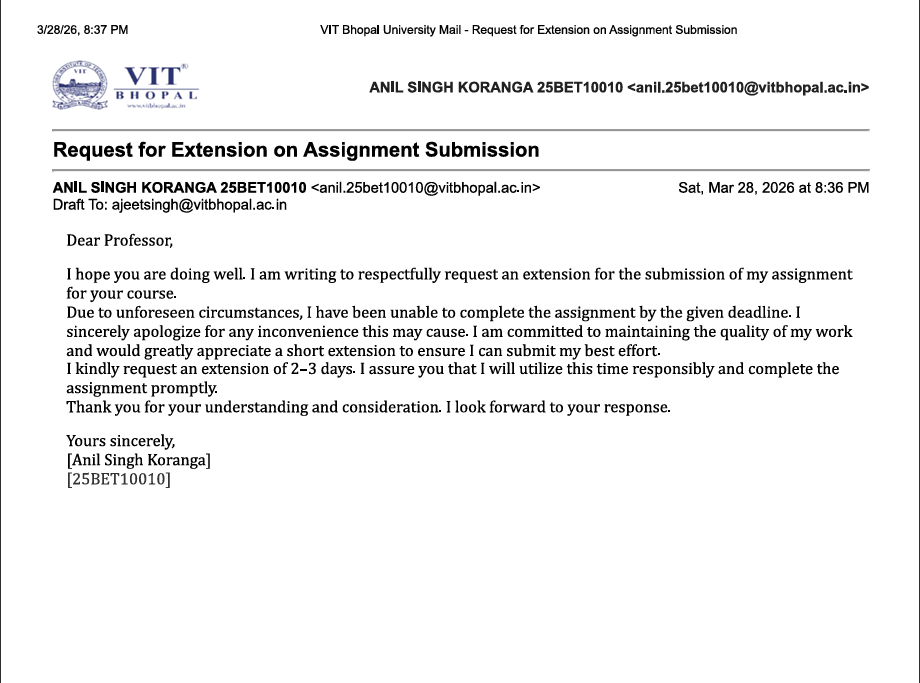 3/28/26, 8:37 PM
VIT Bhopal University Mail - Request for Extension on Assignment Submission
VIT
VIT®
BHOPAL
www.vitbhopal.ac.in
ANIL SINGH KORANGA 25BET10010 <anil.25bet10010@vitbhopal.ac.in>
Request for Extension on Assignment Submission
ANIL SINGH KORANGA 25BET10010 <anil.25bet10010@vitbhopal.ac.in>
Sat, Mar 28, 2026 at 8:36 PM
Draft To: ajeetsingh@vitbhopal.ac.in
Dear Professor,
I hope you are doing well. I am writing to respectfully request an extension for the submission of my assignment
for your course.
Due to unforeseen circumstances, I have been unable to complete the assignment by the given deadline. I
sincerely apologize for any inconvenience this may cause. I am committed to maintaining the quality of my work
and would greatly appreciate a short extension to ensure I can submit my best effort.
I kindly request an extension of 2–3 days. I assure you that I will utilize this time responsibly and complete the
assignment promptly.
Thank you for your understanding and consideration. I look forward to your response.
Yours sincerely,
[Anil Singh Koranga]
[25BET10010]